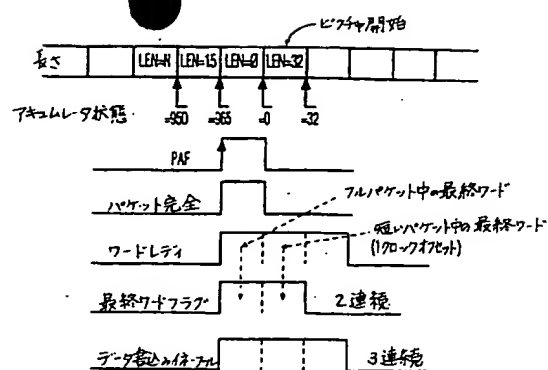 ピクチャ開始
長さ LEN=N LEN=15 LEN=0 LEN=32
アキュムレータ状態 =950 =965 =0 =32
PAF
パケット完全
フルパケット中の最終ワード
短いパケット中の最終ワード
(1クロックオフセット)
ワードレディ
最終ワードフラグ 2連続
データ書込みイネーブル 3連続